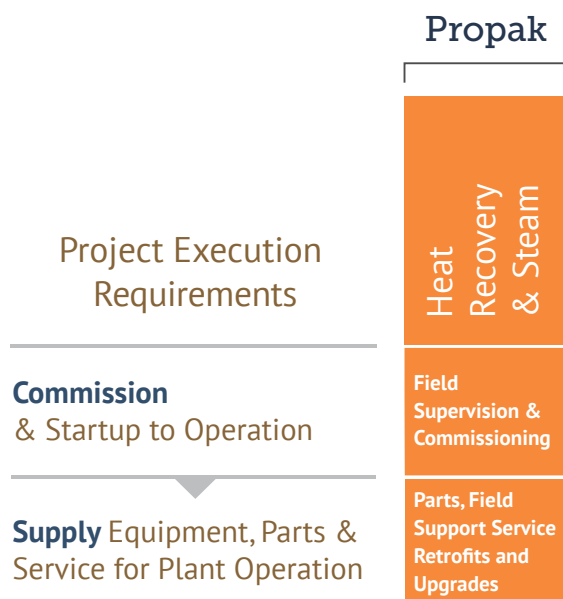 Propak
Heat
Recovery
& Steam
Project Execution
Requirements
Commission
& Startup to Operation
Field
Supervision &
Commissioning
Supply Equipment, Parts &
Service for Plant Operation
Parts, Field
Support Service
Retrofits and
Upgrades